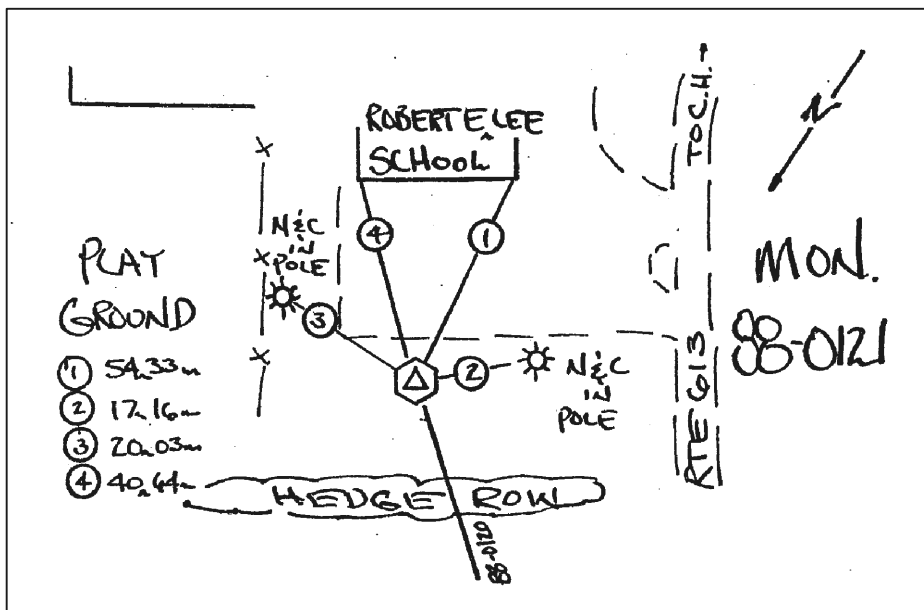 ROBERT E. LEE
SCHOOL
TO C.H. →
N
④
①
N&C
IN
POLE
PLAY
GROUND
③
②
N&C
IN
POLE
MON.
88-0121
RTE 613
① 54.33m
② 17.16m
③ 20.03m
④ 40.64m
HEDGE ROW
88-0120